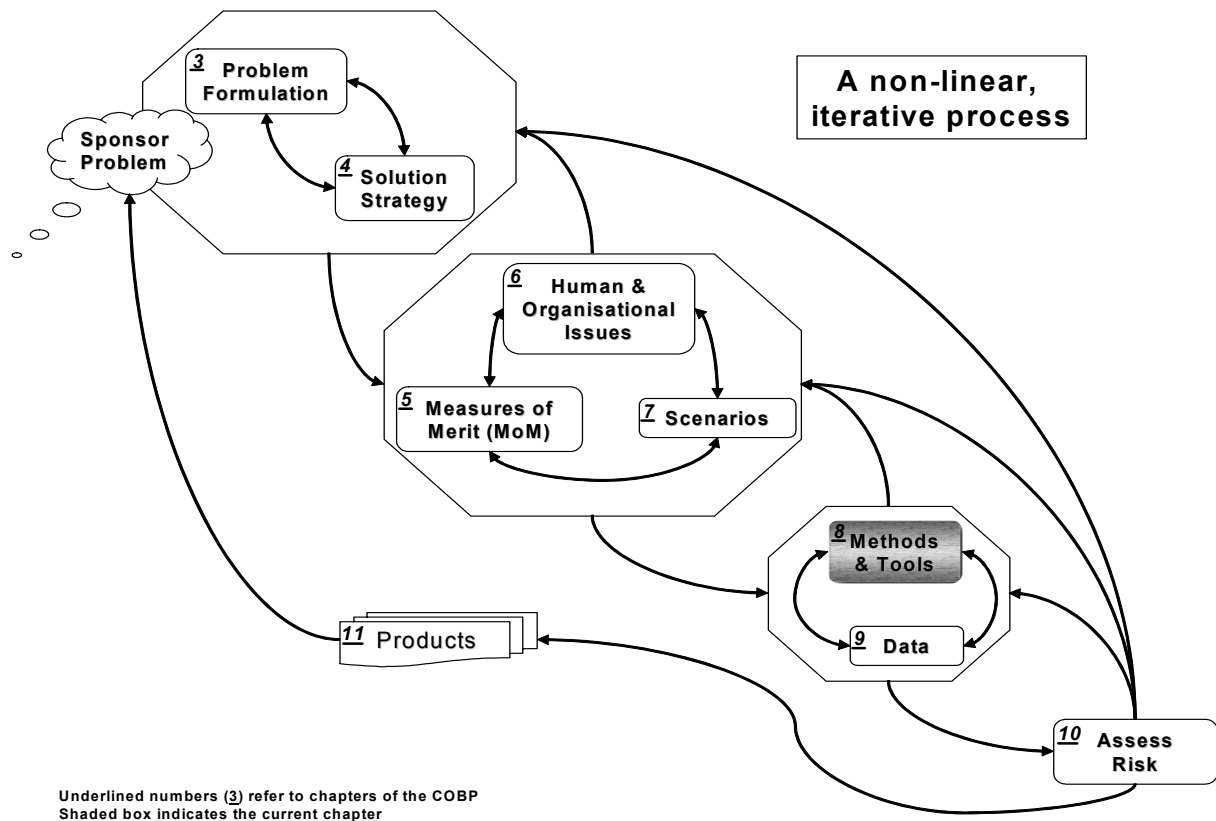 A non-linear,
iterative process
3
Problem
Formulation
Sponsor
Problem
4
Solution
Strategy
6
Human &
Organisational
Issues
5
Measures of
Merit (MoM)
7
Scenarios
8
Methods
& Tools
9
Data
11 Products
10
Assess
Risk
Underlined numbers (3) refer to chapters of the COBP
Shaded box indicates the current chapter